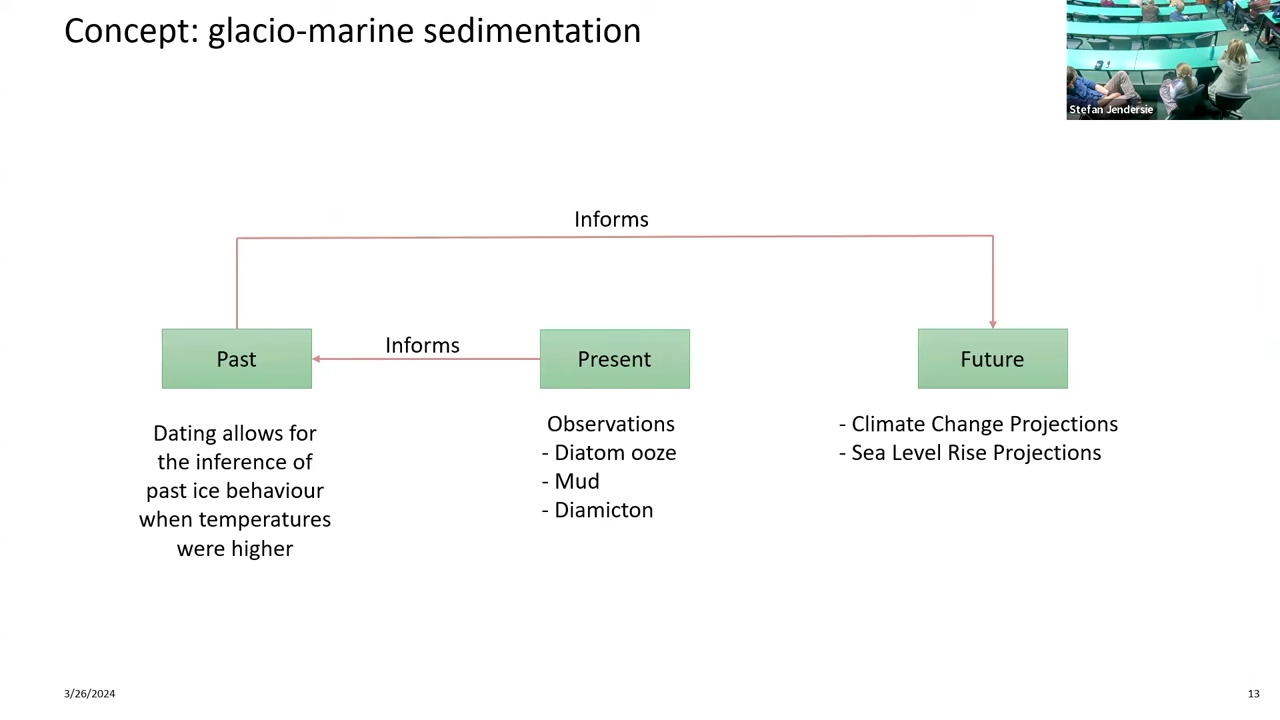 Concept: glacio-marine sedimentation
Stefan Jendersie
Informs
Informs
Past
Present
Future
Dating allows for
the inference of
past ice behaviour
when temperatures
were higher
Observations
- Diatom ooze
- Mud
- Diamicton
- Climate Change Projections
- Sea Level Rise Projections
3/26/2024
13